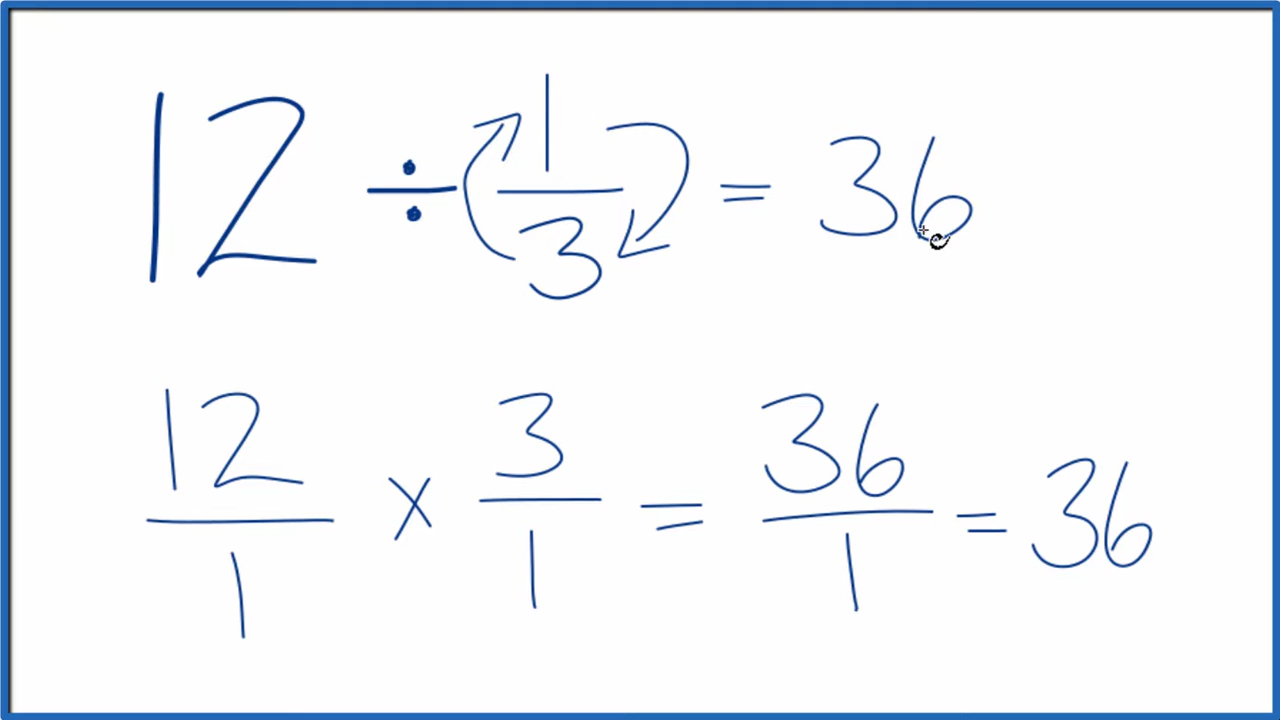 12 ÷ 1/3 = 36
12/1 × 3/1 = 36/1 = 36